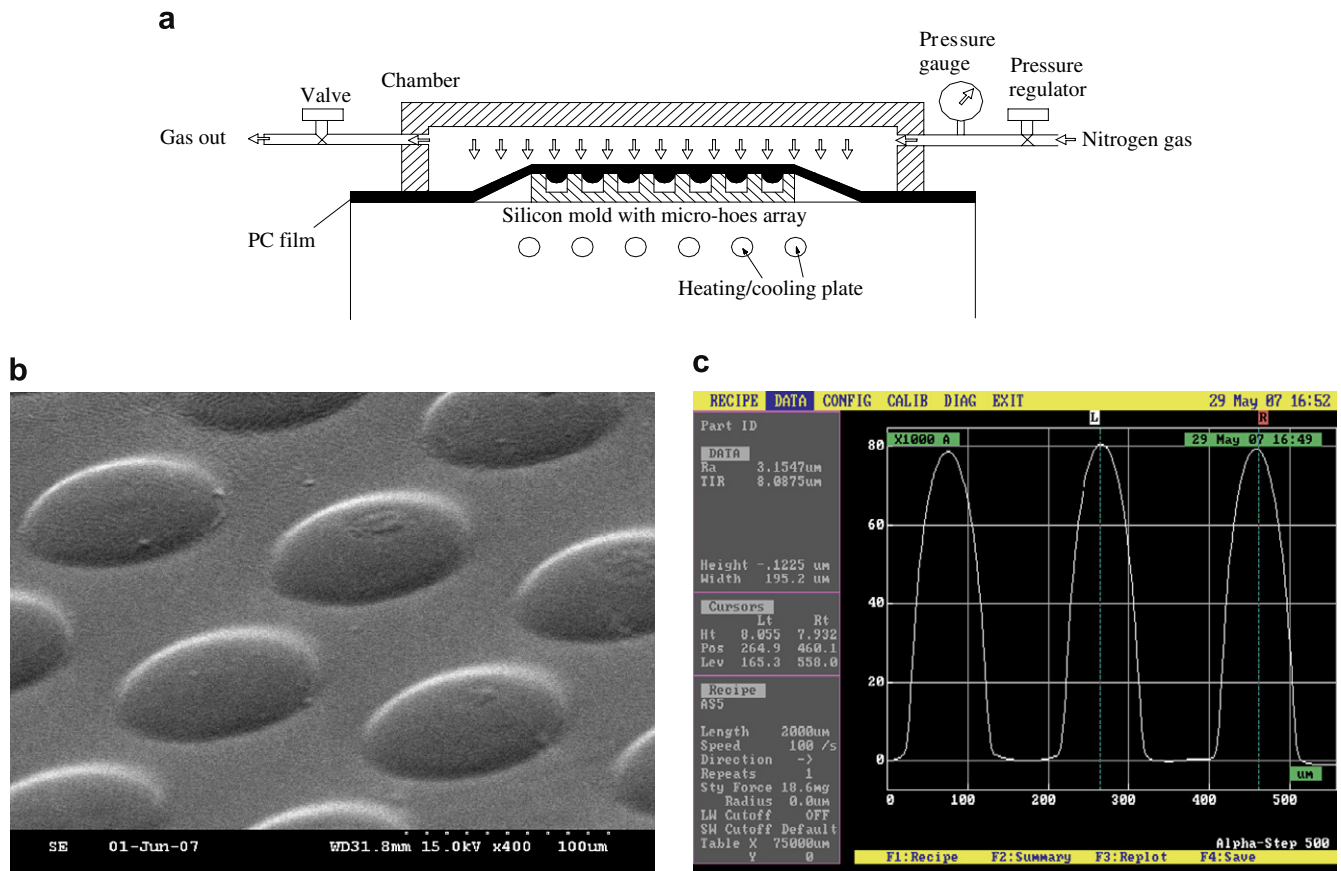 a
Pressure
gauge
Pressure
regulator
Chamber
Valve
Gas out
Nitrogen gas
Silicon mold with micro-hoes array
PC film
Heating/cooling plate
b
SE 01-Jun-07 WD31.8mm 15.0kV x400 100um
c
RECIPE DATA CONFIG CALIB DIAG EXIT 29 May 07 16:52
L R
Part ID
DATA
Ra 3.1547um
TIR 8.0875um
Height -.1225 um
Width 195.2 um
Cursors
Lt Rt
Ht 8.055 7.932
Pos 264.9 460.1
Lev 165.3 558.0
Recipe
AS5
Length 2000um
Speed 100 /s
Direction ->
Repeats 1
Sty Force 18.6mg
Radius 0.0um
LW Cutoff OFF
SW Cutoff Default
Table X 75000um
Y 0
X1000 A 29 May 07 16:49
80
60
40
20
0
um
0 100 200 300 400 500
Alpha-Step 500
F1:Recipe F2:Summary F3:Replot F4:Save